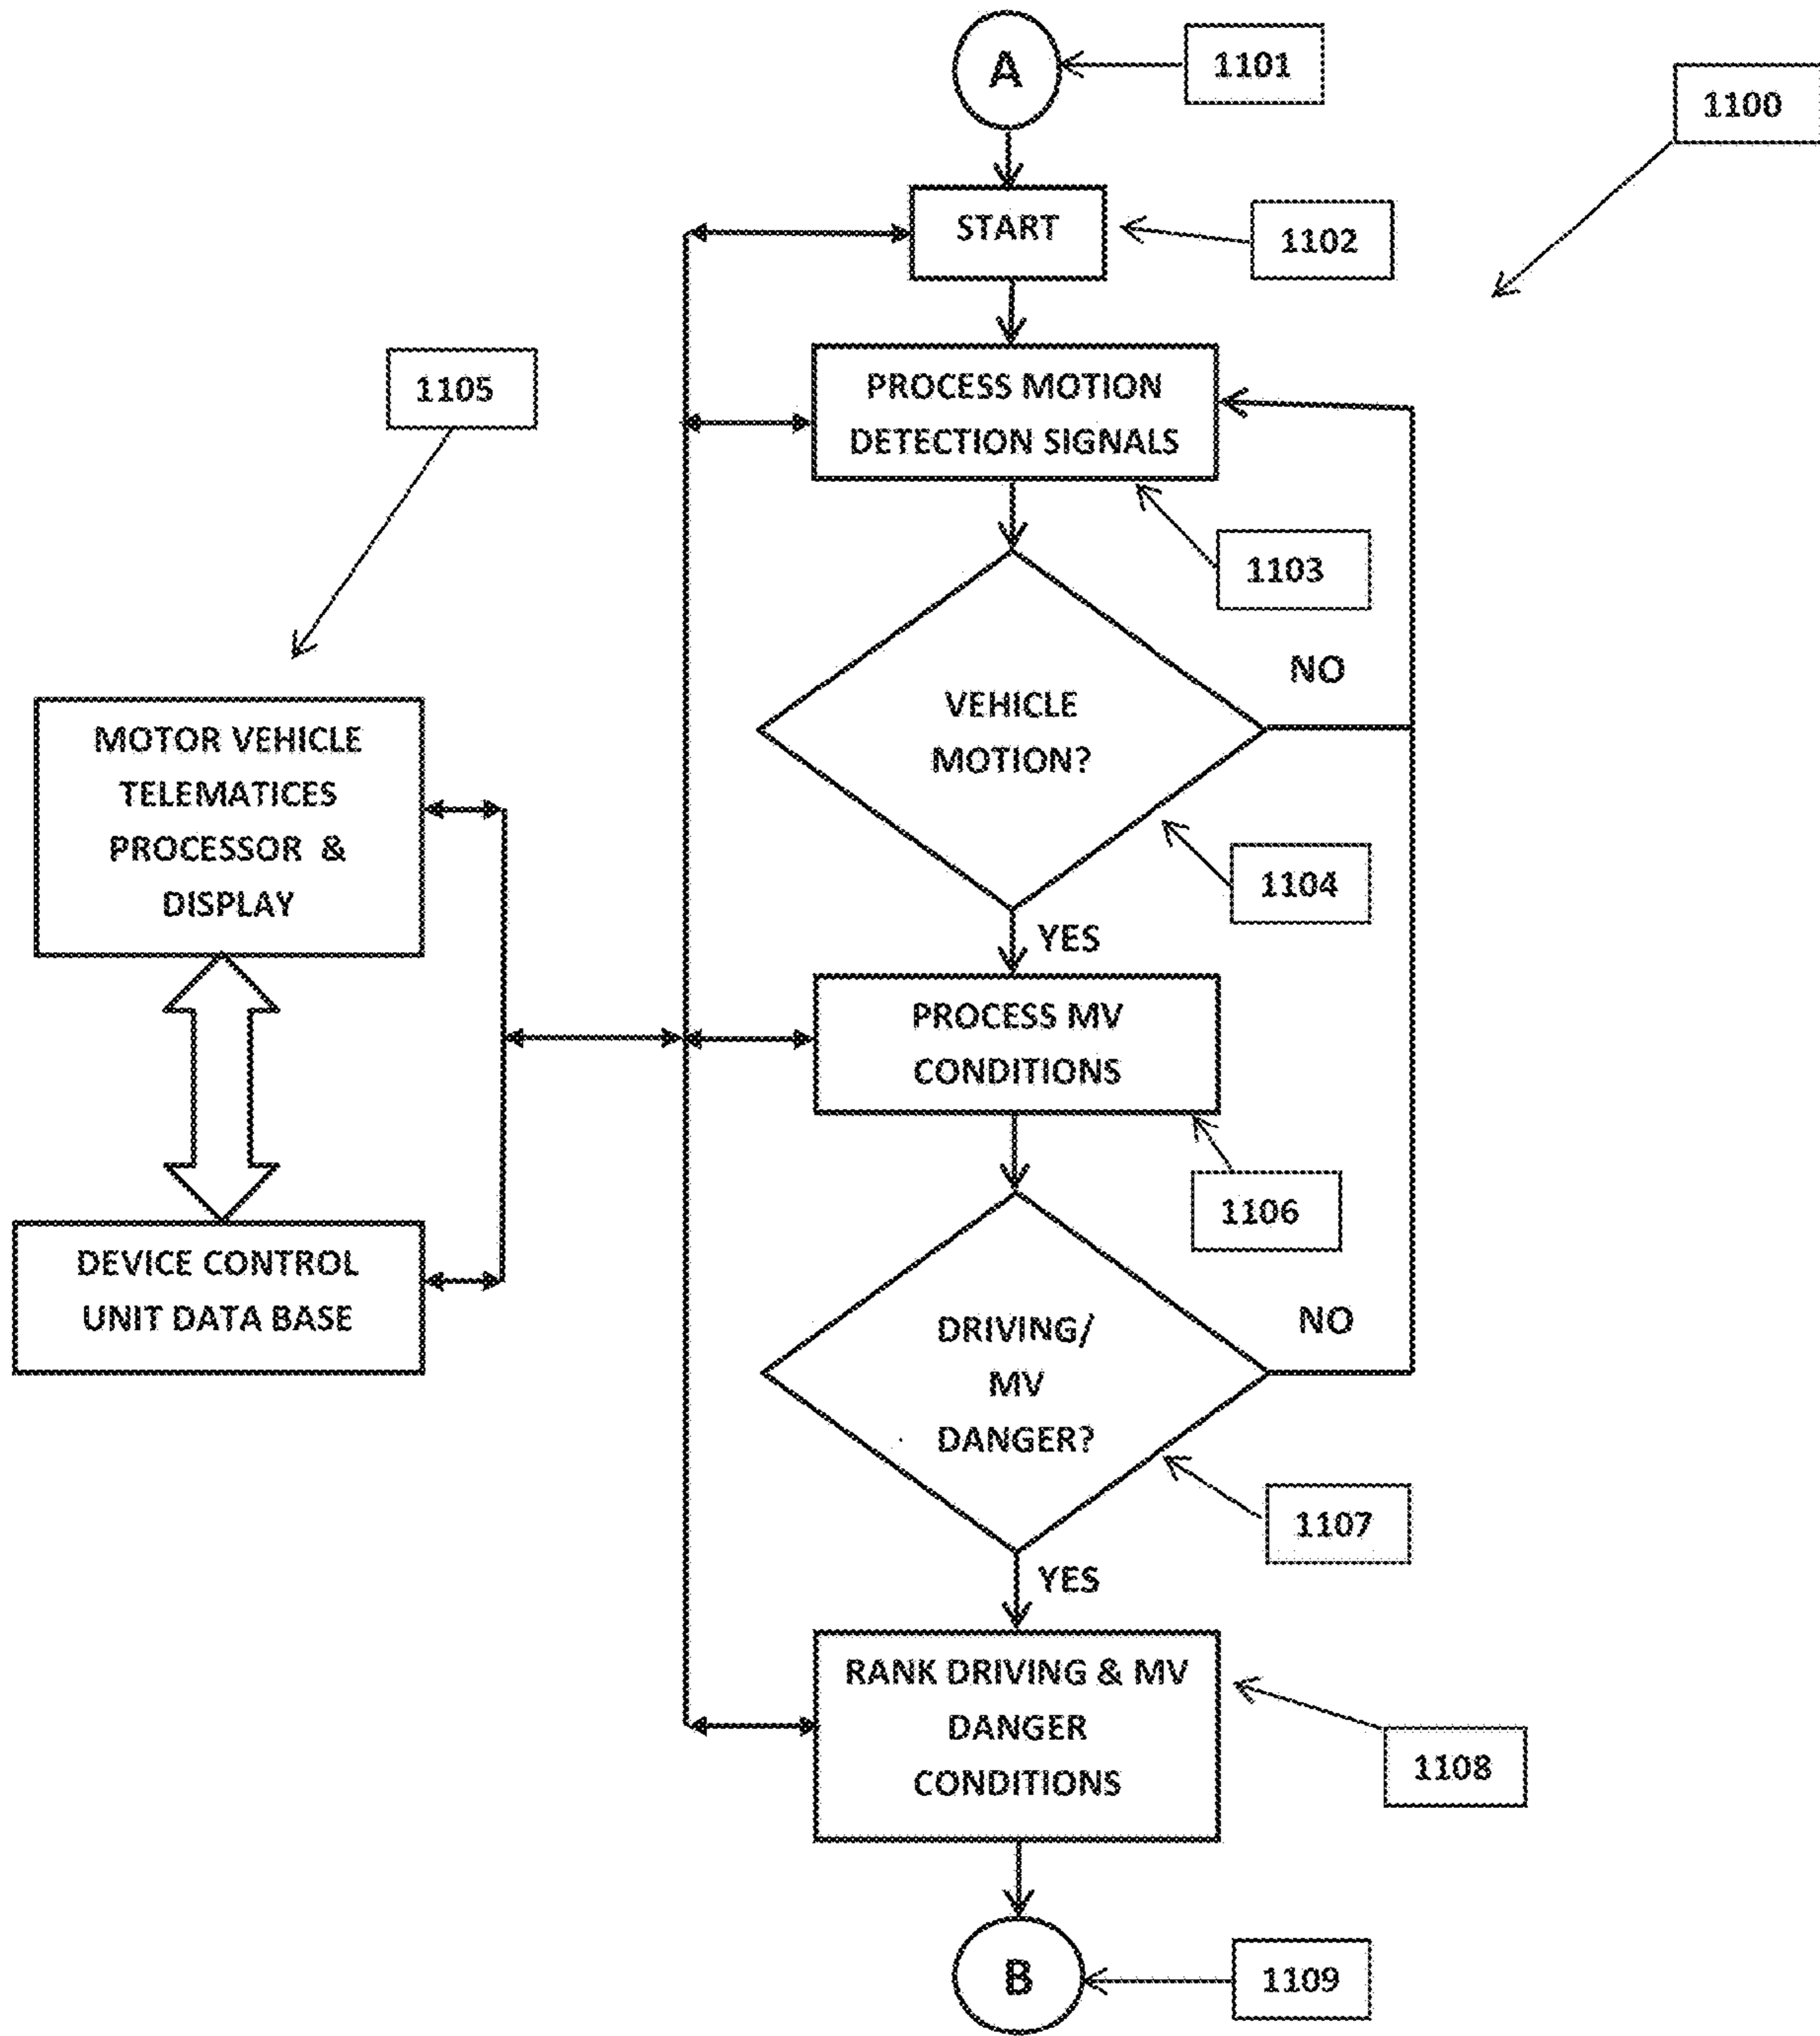 A
1101
1100
START
1102
PROCESS MOTION
DETECTION SIGNALS
1105
1103
NO
VEHICLE
MOTION?
MOTOR VEHICLE
TELEMATICES
PROCESSOR &
DISPLAY
1104
YES
PROCESS MV
CONDITIONS
1106
DEVICE CONTROL
UNIT DATA BASE
NO
DRIVING/
MV
DANGER?
1107
YES
RANK DRIVING & MV
DANGER
CONDITIONS
1108
B
1109